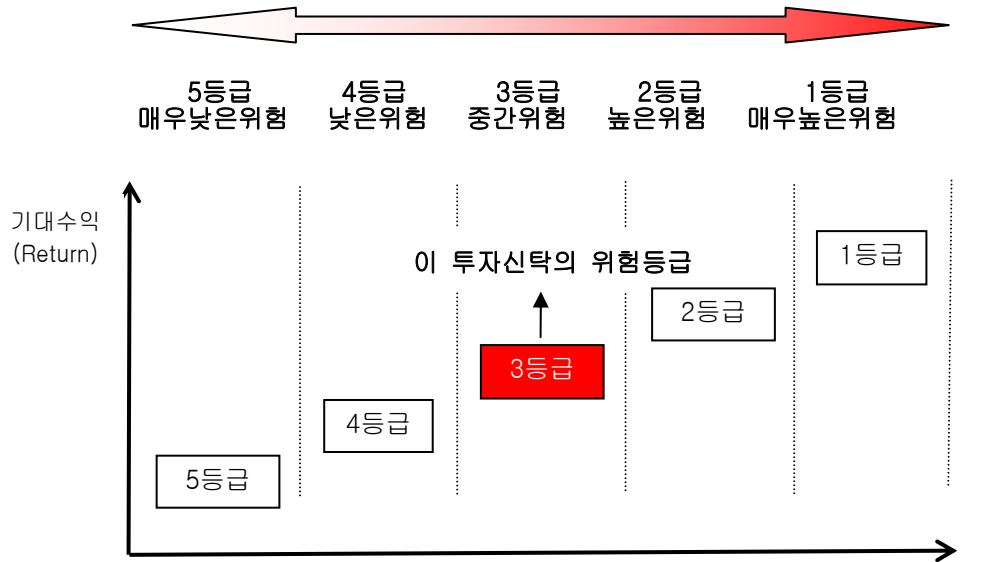 5등급 4등급 3등급 2등급 1등급
매우낮은위험 낮은위험 중간위험 높은위험 매우높은위험
기대수익
(Return)
1등급
이 투자신탁의 위험등급
2등급
3등급
4등급
5등급